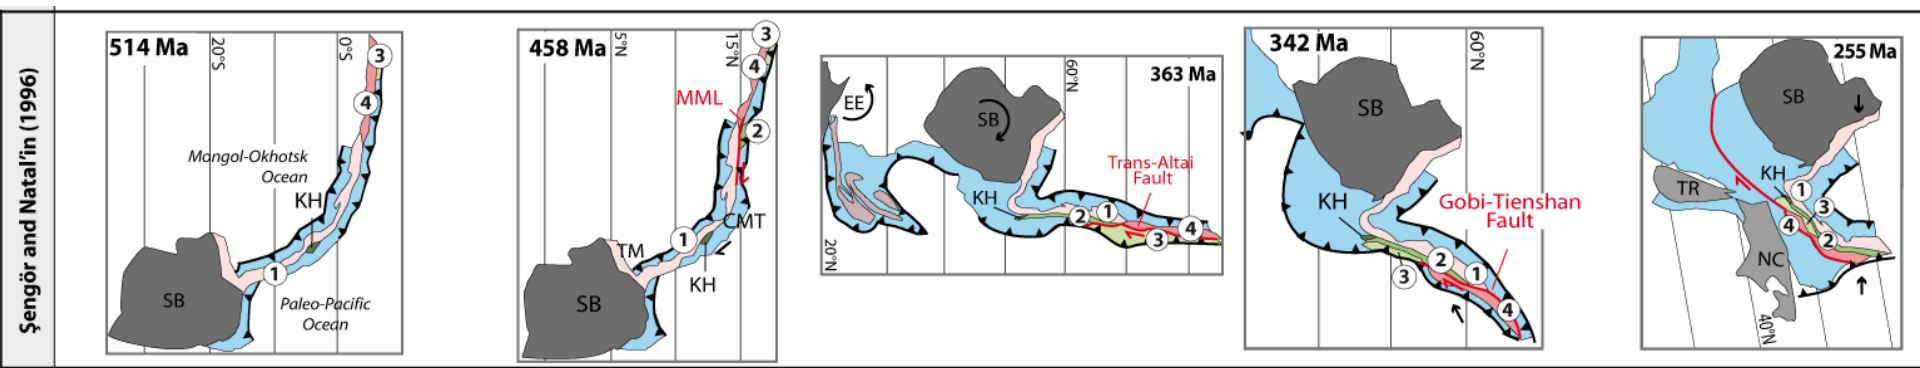 Şengör and Natal'in (1996)
514 Ma
20°S
0°S
3
4
Mongol-Okhotsk
Ocean
KH
1
SB
Paleo-Pacific
Ocean
458 Ma
5°N
15°N
3
4
MML
2
CMT
1
TM
KH
SB
363 Ma
60°N
EE
SB
Trans-Altai
Fault
KH
2
1
4
3
20°N
342 Ma
60°N
SB
KH
Gobi-Tienshan
Fault
2
1
3
4
255 Ma
SB
KH
TR
1
3
4
2
NC
40°N